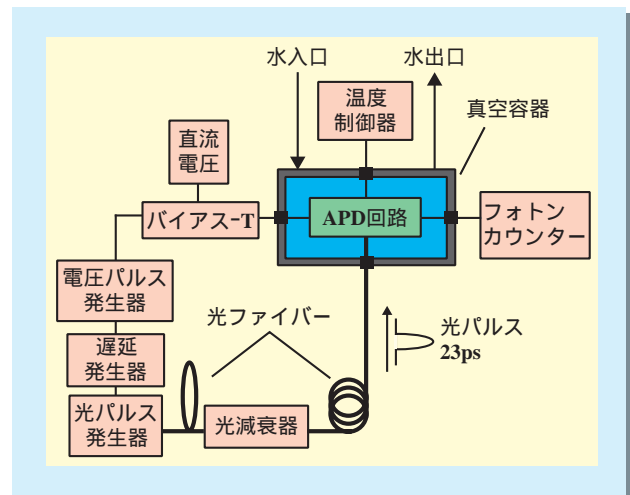 水入口
水出口
温度
制御器
真空容器
直流
電圧
バイアス-T
APD回路
フォトン
カウンター
電圧パルス
発生器
光ファイバー
光パルス
23ps
遅延
発生器
光パルス
発生器
光減衰器